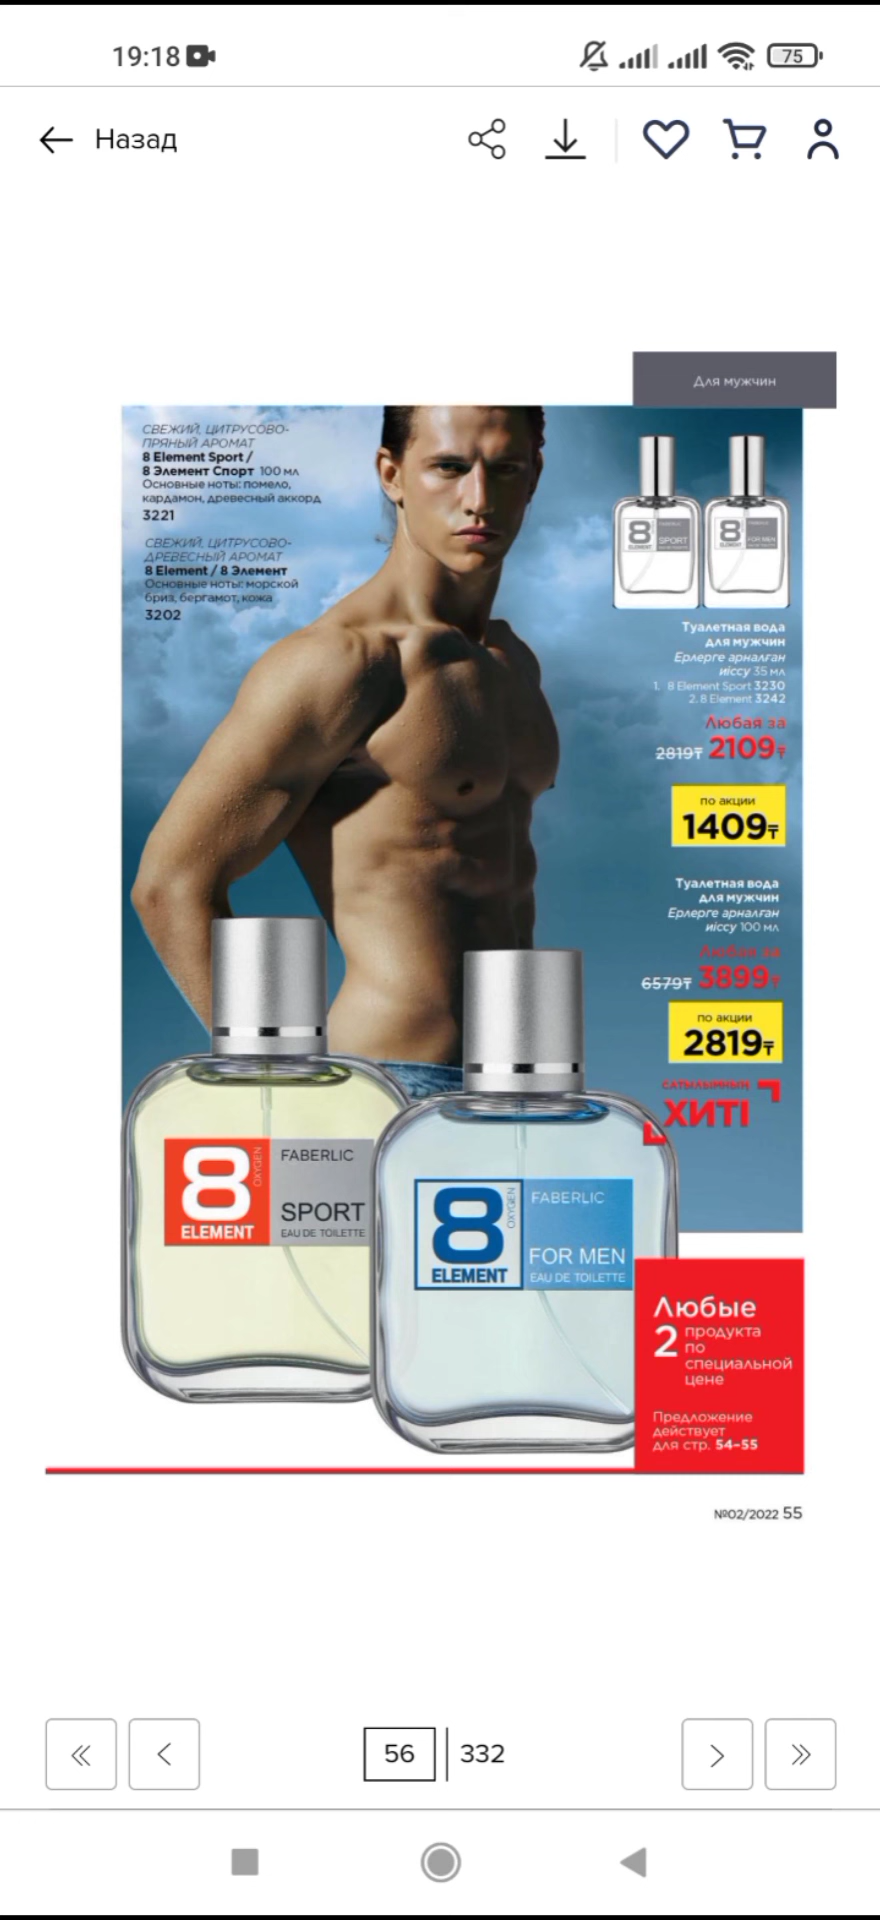 19:18
75
Назад
Для мужчин
СВЕЖИЙ, ЦИТРУСОВО-
ПРЯНЫЙ АРОМАТ
8 Element Sport /
8 Элемент Спорт 100 мл
Основные ноты: помело,
кардамон, древесный аккорд
3221
СВЕЖИЙ, ЦИТРУСОВО-
ДРЕВЕСНЫЙ АРОМАТ
8 Element / 8 Элемент
Основные ноты: морской
бриз, бергамот, кожа
3202
8 ELEMENT FABERLIC SPORT
8 ELEMENT FABERLIC FOR MEN
Туалетная вода
для мужчин
Ерлерге арналған
иіссу 35 мл
1. 8 Element Sport 3230
2. 8 Element 3242
Любая за
2819₸ 2109₸
по акции
1409₸
Туалетная вода
для мужчин
Ерлерге арналған
иіссу 100 мл
Любая за
6579₸ 3899₸
по акции
2819₸
САТЫЛЫМНЫҢ
ХИТІ
8 OXYGEN
ELEMENT
FABERLIC
SPORT
EAU DE TOILETTE
8 OXYGEN
ELEMENT
FABERLIC
FOR MEN
EAU DE TOILETTE
Любые
2 продукта
по
специальной
цене
Предложение
действует
для стр. 54–55
№02/2022 55
56 332